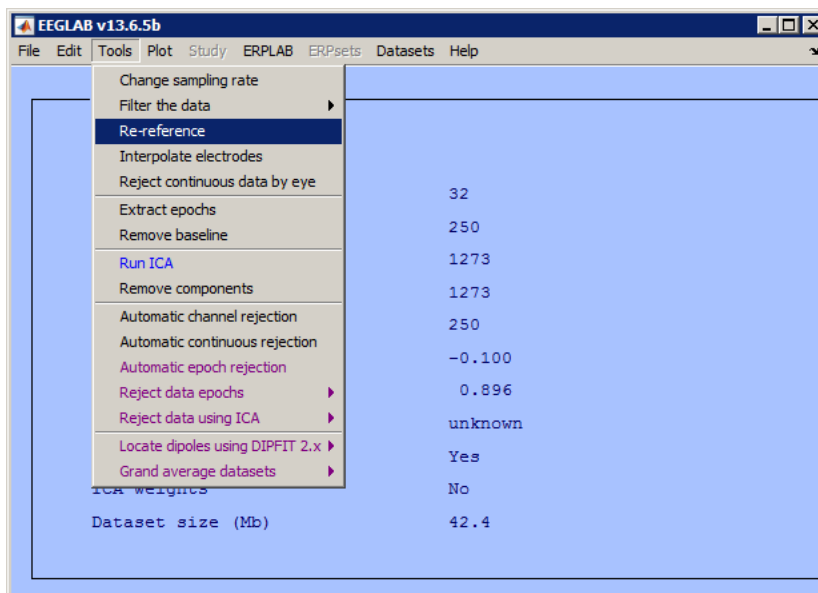 EEGLAB v13.6.5b
File Edit Tools Plot Study ERPLAB ERPsets Datasets Help
Change sampling rate
Filter the data
Re-reference
Interpolate electrodes
Reject continuous data by eye
Extract epochs
Remove baseline
Run ICA
Remove components
Automatic channel rejection
Automatic continuous rejection
Automatic epoch rejection
Reject data epochs
Reject data using ICA
Locate dipoles using DIPFIT 2.x
Grand average datasets
32
250
1273
1273
250
-0.100
0.896
unknown
Yes
ICA weights No
Dataset size (Mb) 42.4